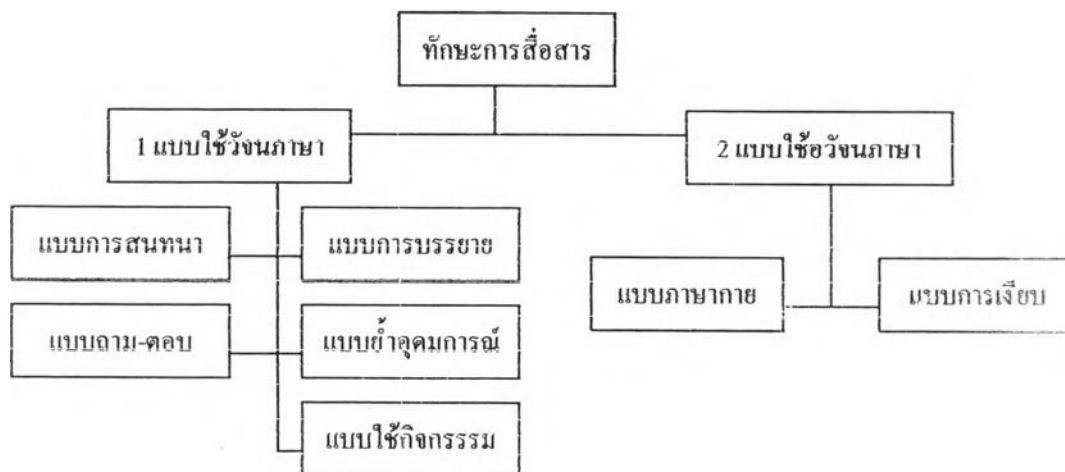 ทักษะการสื่อสาร
1 แบบใช้วัจนภาษา
2 แบบใช้อวัจนภาษา
แบบการสนทนา
แบบการบรรยาย
แบบภาษากาย
แบบการเงียบ
แบบถาม-ตอบ
แบบย้ำอุดมการณ์
แบบใช้กิจกรรรม